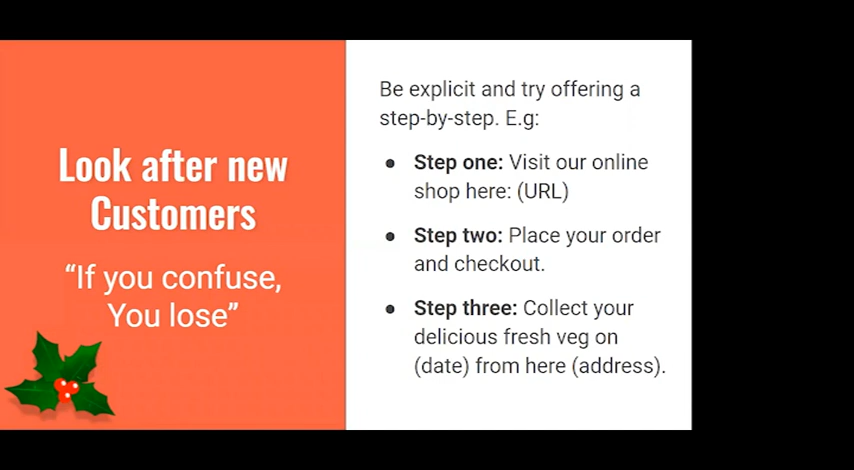 Look after new
Customers
“If you confuse,
You lose”
Be explicit and try offering a
step-by-step. E.g:
● Step one: Visit our online
shop here: (URL)
● Step two: Place your order
and checkout.
● Step three: Collect your
delicious fresh veg on
(date) from here (address).